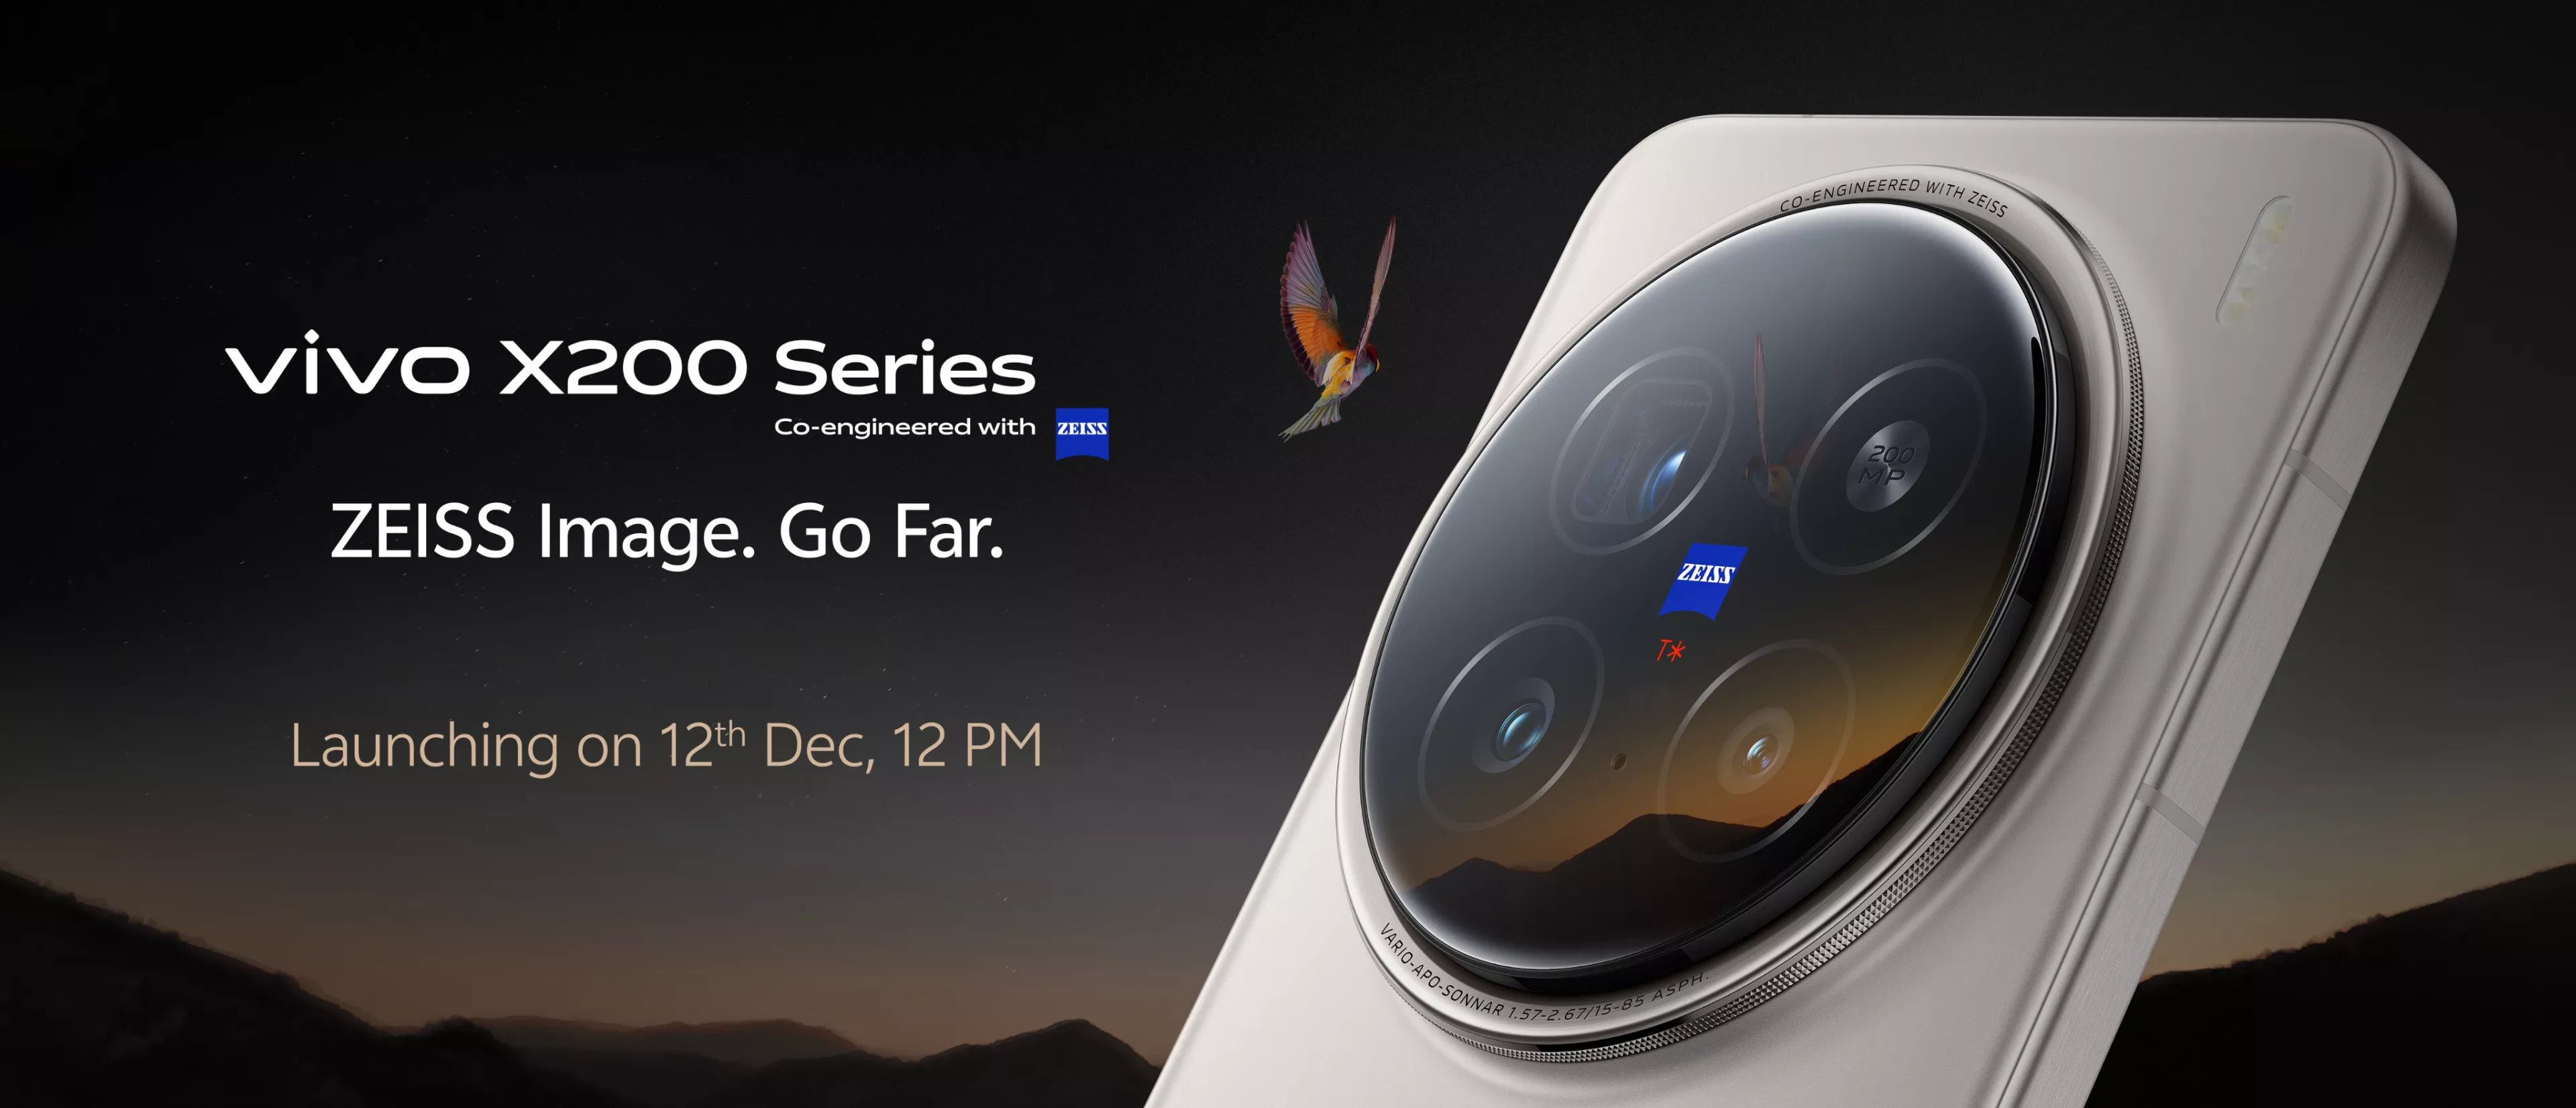 vivo X200 Series
Co-engineered with ZEISS
ZEISS Image. Go Far.
Launching on 12th Dec, 12 PM
CO-ENGINEERED WITH ZEISS
200
MP
ZEISS
T*
VARIO-APO-SONNAR 1.57-2.67/15-85 ASPH.